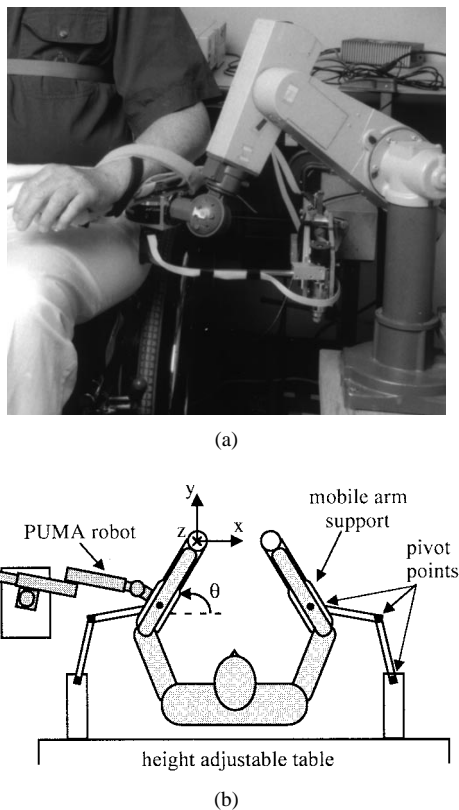 (a)
y
mobile arm
support
PUMA robot
z
x
pivot
points
θ
height adjustable table
(b)